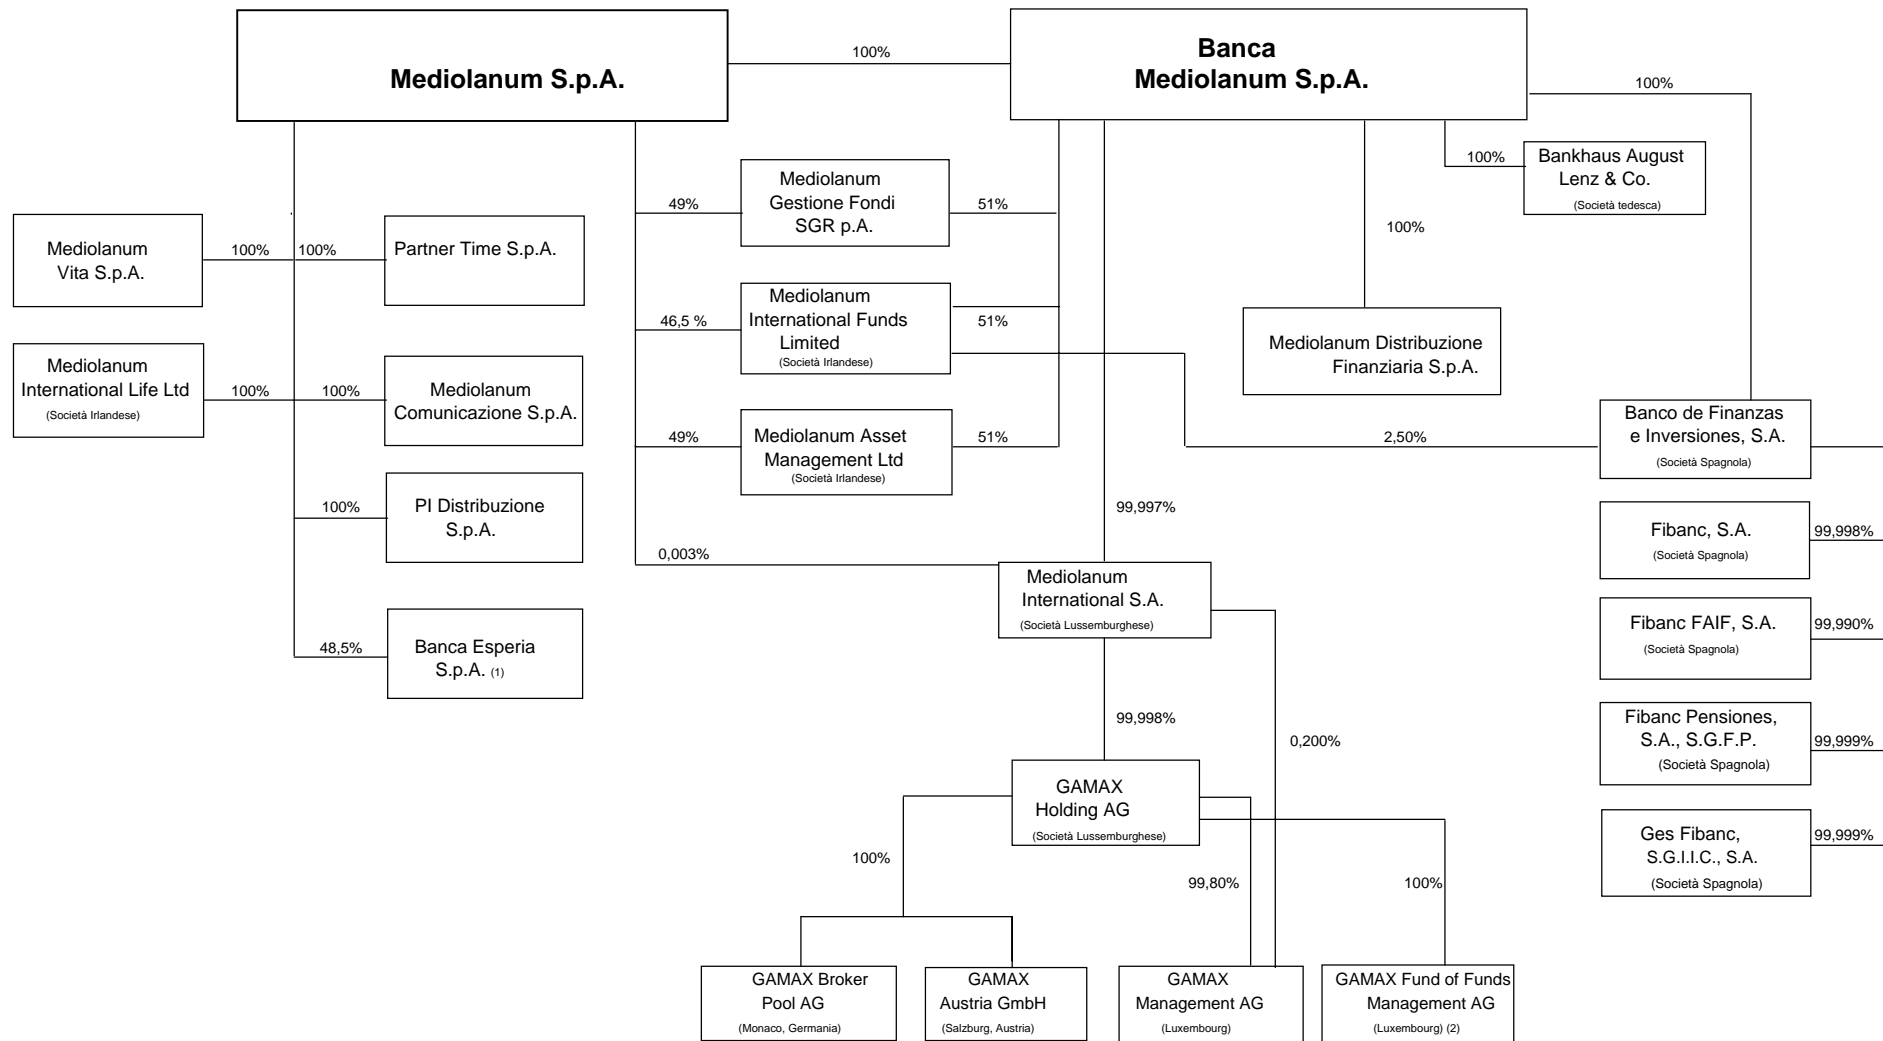 Mediolanum S.p.A.
100%
Banca
Mediolanum S.p.A.
100%
100%
Bankhaus August
Lenz & Co.
(Società tedesca)
Mediolanum
Gestione Fondi
SGR p.A.
49%
51%
100%
Mediolanum
Vita S.p.A.
100%
100%
Partner Time S.p.A.
Mediolanum
International Funds
Limited
(Società Irlandese)
46,5 %
51%
Mediolanum Distribuzione
Finanziaria S.p.A.
Mediolanum
International Life Ltd
(Società Irlandese)
100%
100%
Mediolanum
Comunicazione S.p.A.
49%
Mediolanum Asset
Management Ltd
(Società Irlandese)
51%
2,50%
Banco de Finanzas
e Inversiones, S.A.
(Società Spagnola)
100%
PI Distribuzione
S.p.A.
99,997%
Fibanc, S.A.
(Società Spagnola)
99,998%
0,003%
Mediolanum
International S.A.
(Società Lussemburghese)
Fibanc FAIF, S.A.
(Società Spagnola)
99,990%
48,5%
Banca Esperia
S.p.A. (1)
99,998%
0,200%
Fibanc Pensiones,
S.A., S.G.F.P.
(Società Spagnola)
99,999%
GAMAX
Holding AG
(Società Lussemburghese)
Ges Fibanc,
S.G.I.I.C., S.A.
(Società Spagnola)
99,999%
100%
99,80%
100%
GAMAX Broker
Pool AG
(Monaco, Germania)
GAMAX
Austria GmbH
(Salzburg, Austria)
GAMAX
Management AG
(Luxembourg)
GAMAX Fund of Funds
Management AG
(Luxembourg) (2)